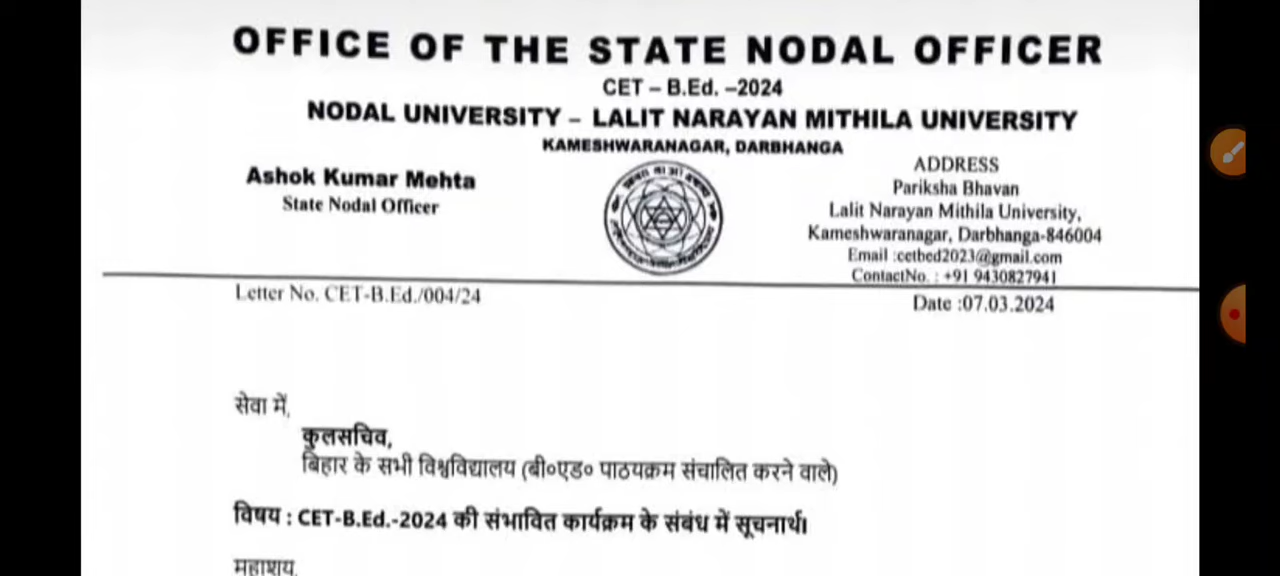 OFFICE OF THE STATE NODAL OFFICER
CET – B.Ed. –2024
NODAL UNIVERSITY – LALIT NARAYAN MITHILA UNIVERSITY
KAMESHWARANAGAR, DARBHANGA
Ashok Kumar Mehta
State Nodal Officer
ADDRESS
Pariksha Bhavan
Lalit Narayan Mithila University,
Kameshwaranagar, Darbhanga-846004
Email :cetbed2023@gmail.com
ContactNo. : +91 9430827941
Letter No. CET-B.Ed./004/24
Date :07.03.2024
सेवा में,
कुलसचिव,
बिहार के सभी विश्वविद्यालय (बी०एड० पाठयक्रम संचालित करने वाले)
विषय : CET-B.Ed.-2024 की संभावित कार्यक्रम के संबंध में सूचनार्थ।
महाशय,